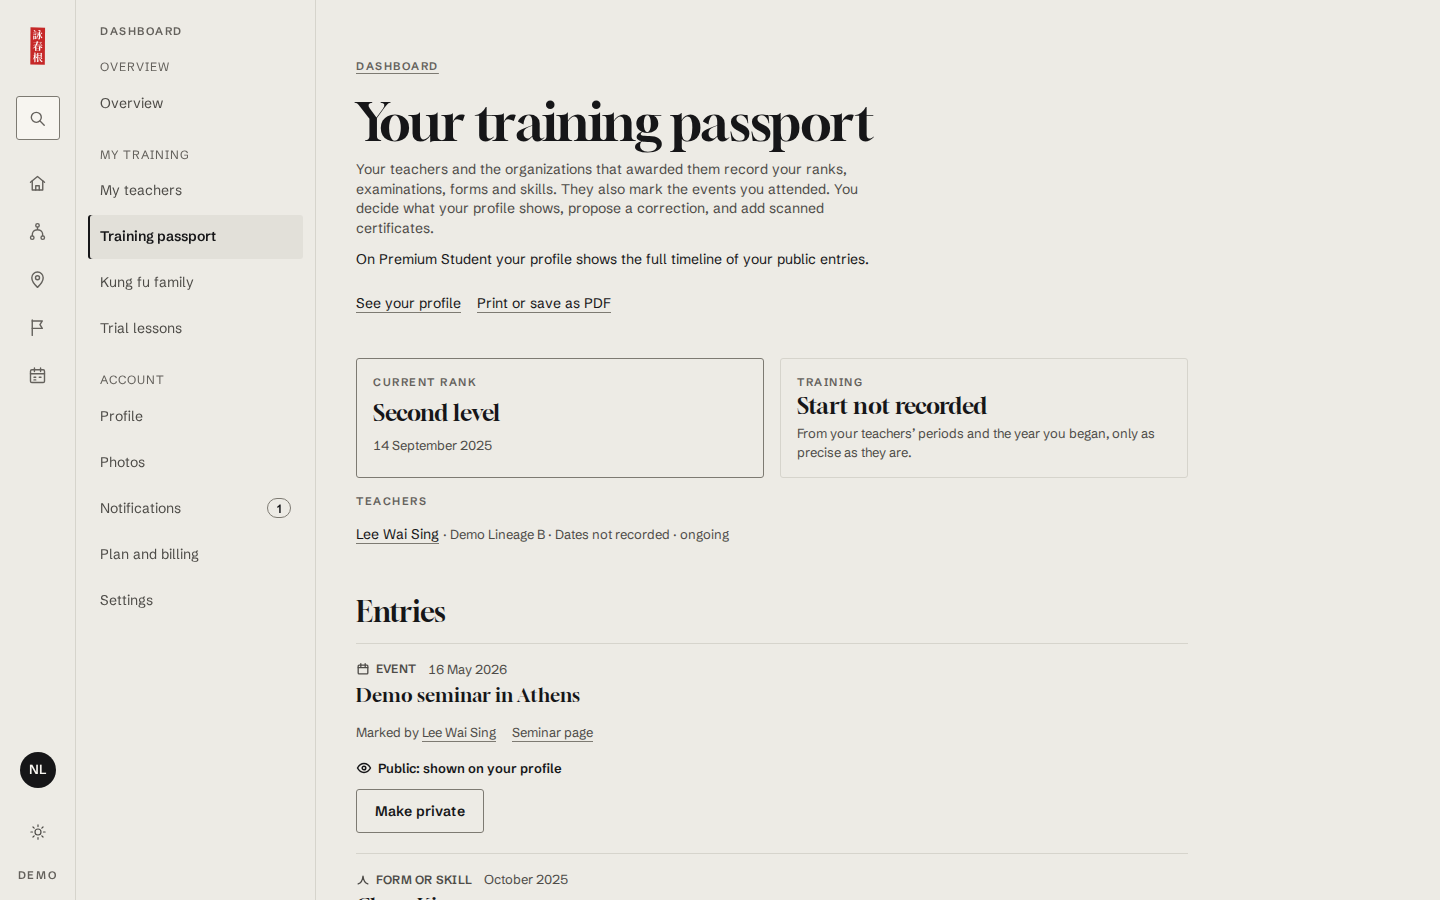 詠春根
DASHBOARD
OVERVIEW
Overview
MY TRAINING
My teachers
Training passport
Kung fu family
Trial lessons
ACCOUNT
Profile
Photos
Notifications 1
Plan and billing
Settings
NL
DEMO
DASHBOARD
Your training passport
Your teachers and the organizations that awarded them record your ranks,
examinations, forms and skills. They also mark the events you attended. You
decide what your profile shows, propose a correction, and add scanned
certificates.
On Premium Student your profile shows the full timeline of your public entries.
See your profile Print or save as PDF
CURRENT RANK
Second level
14 September 2025
TRAINING
Start not recorded
From your teachers’ periods and the year you began, only as
precise as they are.
TEACHERS
Lee Wai Sing · Demo Lineage B · Dates not recorded · ongoing
Entries
EVENT 16 May 2026
Demo seminar in Athens
Marked by Lee Wai Sing Seminar page
Public: shown on your profile
Make private
FORM OR SKILL October 2025